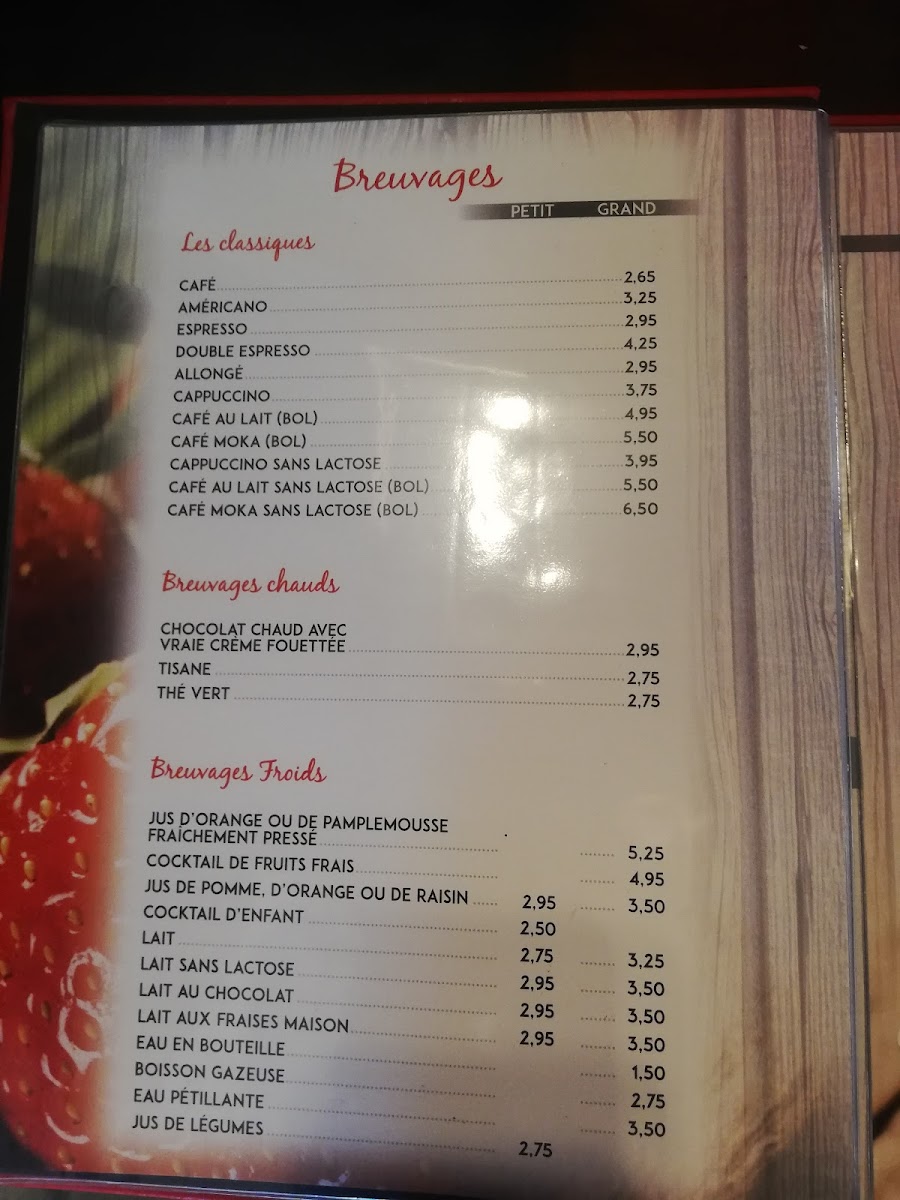 Breuvages
PETIT GRAND
Les classiques
CAFÉ 2,65
AMÉRICANO 3,25
ESPRESSO 2,95
DOUBLE ESPRESSO 4,25
ALLONGÉ 2,95
CAPPUCCINO 3,75
CAFÉ AU LAIT (BOL) 4,95
CAFÉ MOKA (BOL) 5,50
CAPPUCCINO SANS LACTOSE 3,95
CAFÉ AU LAIT SANS LACTOSE (BOL) 5,50
CAFÉ MOKA SANS LACTOSE (BOL) 6,50
Breuvages chauds
CHOCOLAT CHAUD AVEC
VRAIE CRÈME FOUETTÉE 2,95
TISANE 2,75
THÉ VERT 2,75
Breuvages Froids
JUS D'ORANGE OU DE PAMPLEMOUSSE
FRAÎCHEMENT PRESSÉ 5,25
COCKTAIL DE FRUITS FRAIS 4,95
JUS DE POMME, D'ORANGE OU DE RAISIN 2,95 3,50
COCKTAIL D'ENFANT 2,50
LAIT 2,75 3,25
LAIT SANS LACTOSE 2,95 3,50
LAIT AU CHOCOLAT 2,95 3,50
LAIT AUX FRAISES MAISON 2,95 3,50
EAU EN BOUTEILLE 1,50
BOISSON GAZEUSE 2,75
EAU PÉTILLANTE 3,50
JUS DE LÉGUMES 2,75